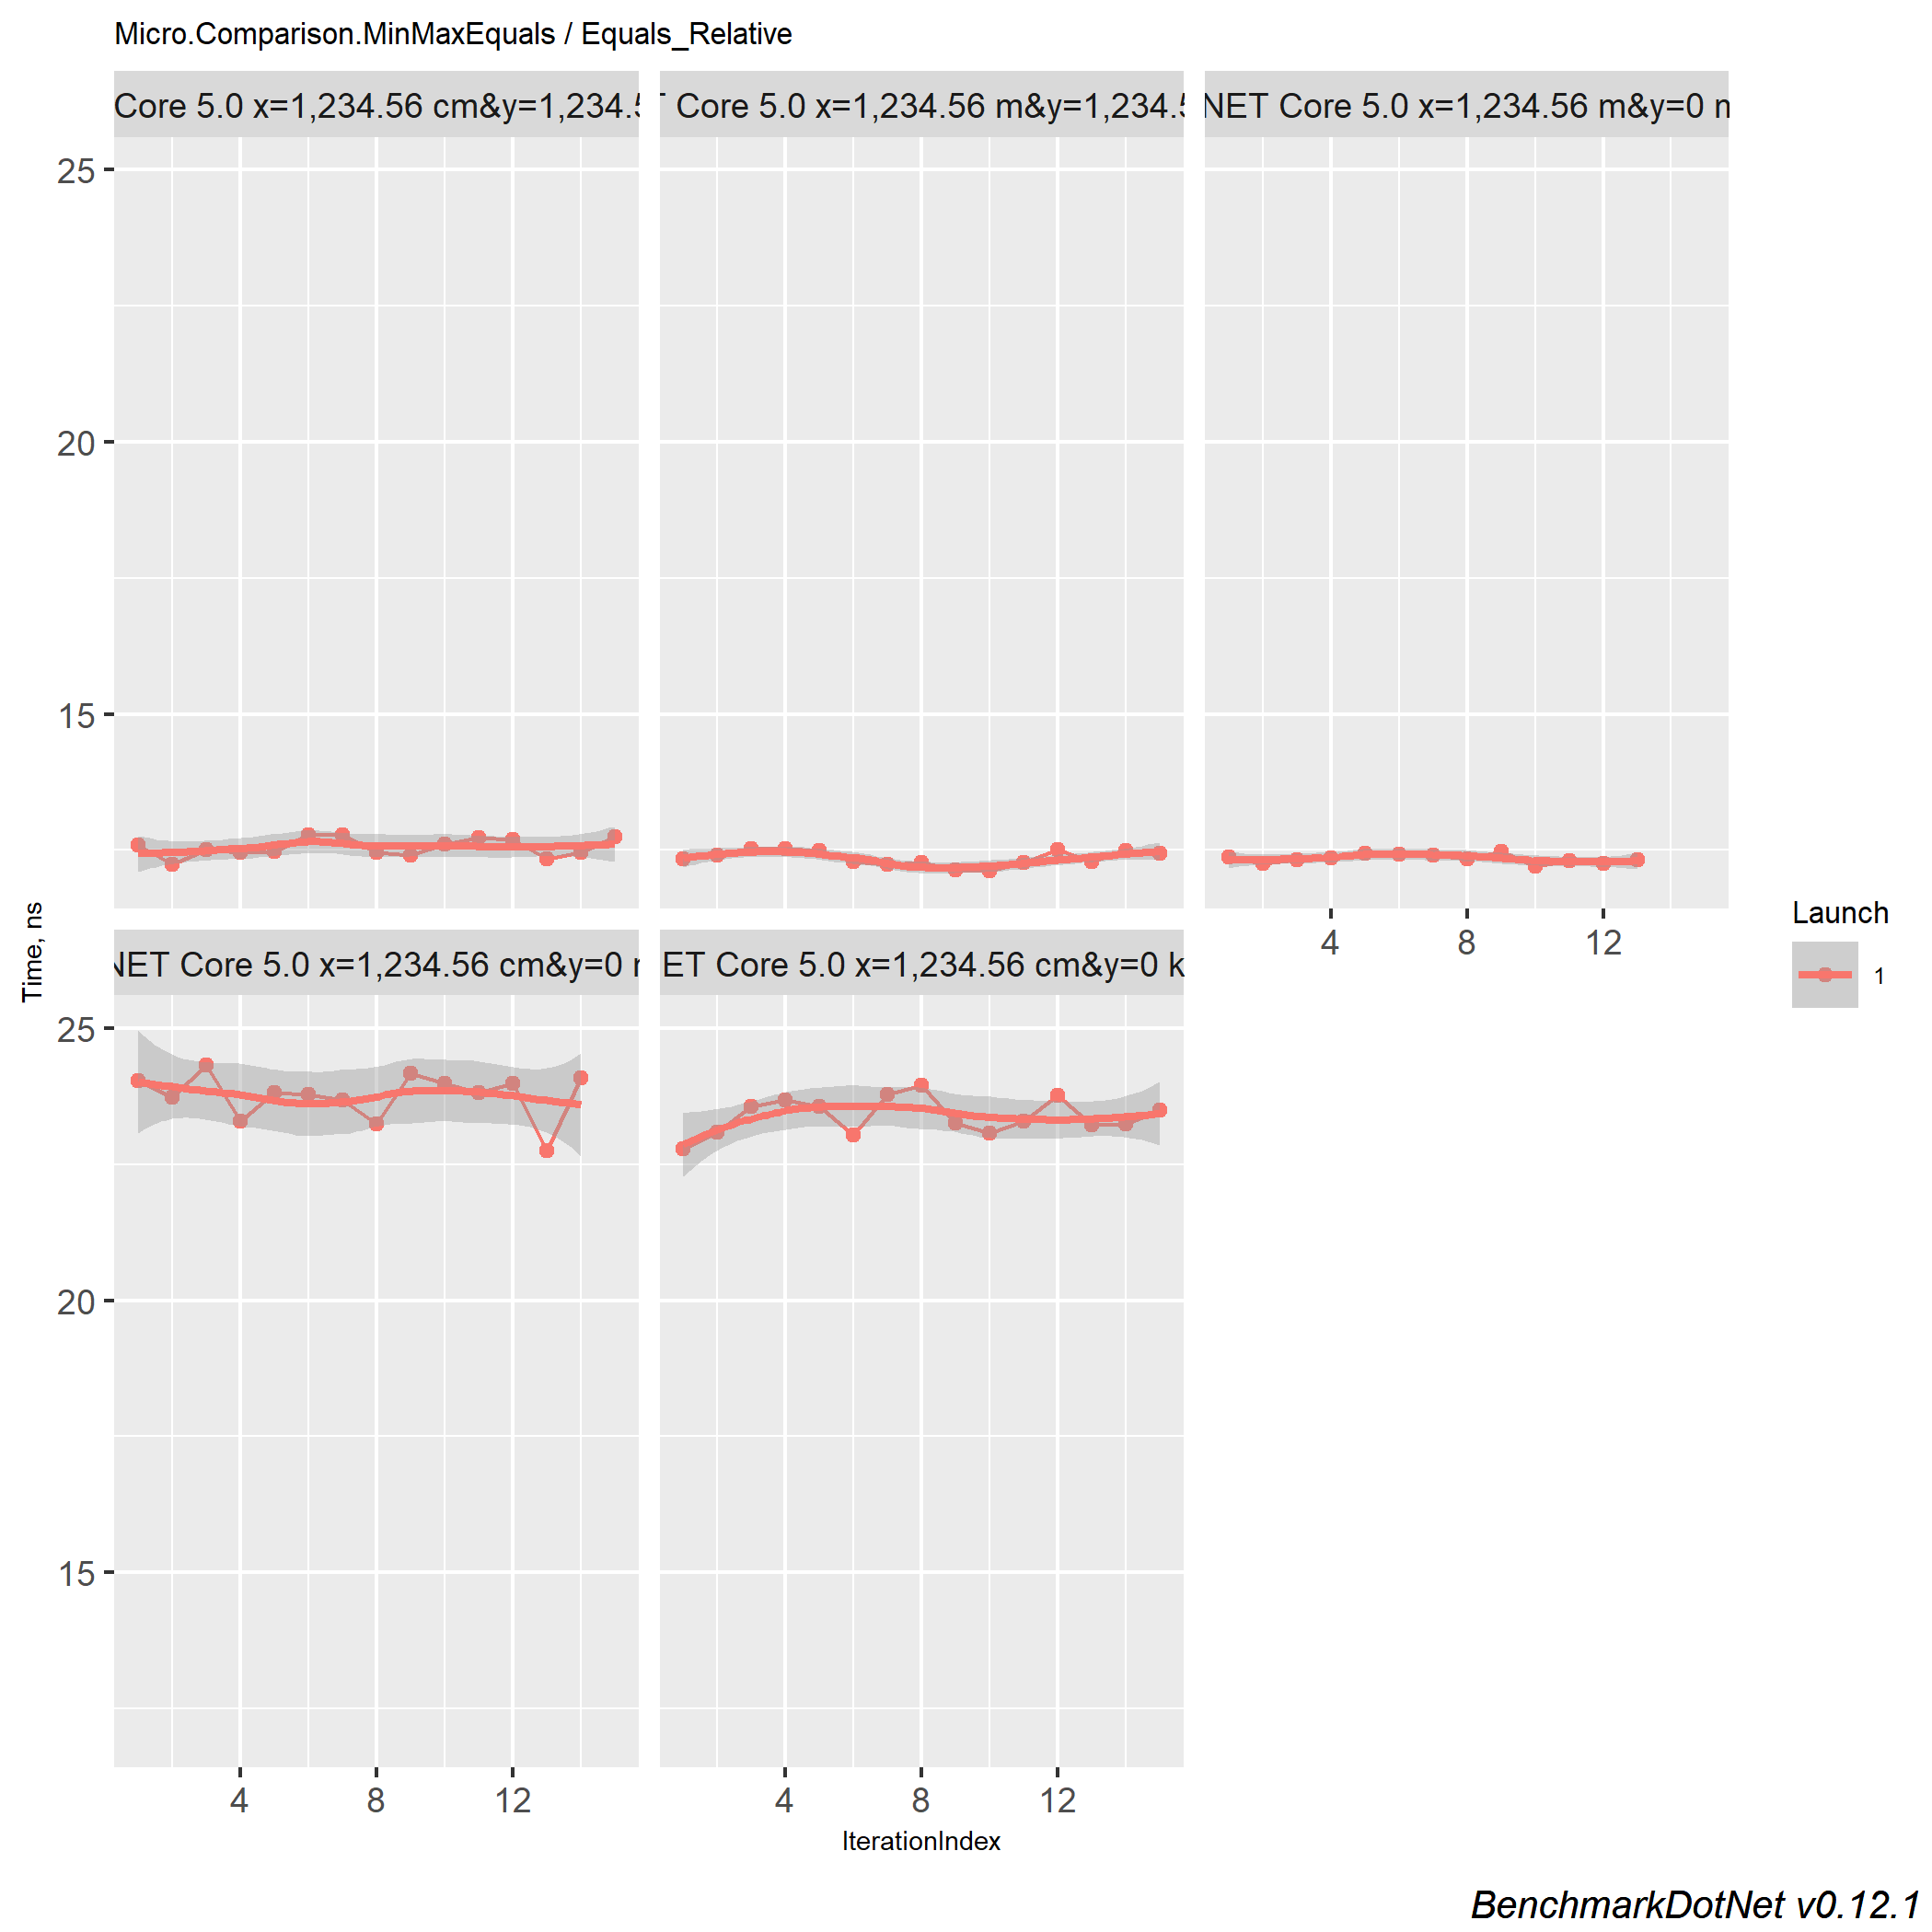 Micro.Comparison.MinMaxEquals / Equals_Relative
Core 5.0 x=1,234.56 cm&y=1,234.5
Core 5.0 x=1,234.56 m&y=1,234.5
NET Core 5.0 x=1,234.56 m&y=0
25
20
15
4
8
12
NET Core 5.0 x=1,234.56 cm&y=0
ET Core 5.0 x=1,234.56 cm&y=0 k
25
20
15
4
8
12
4
8
12
Time, ns
IterationIndex
Launch
1
BenchmarkDotNet v0.12.1